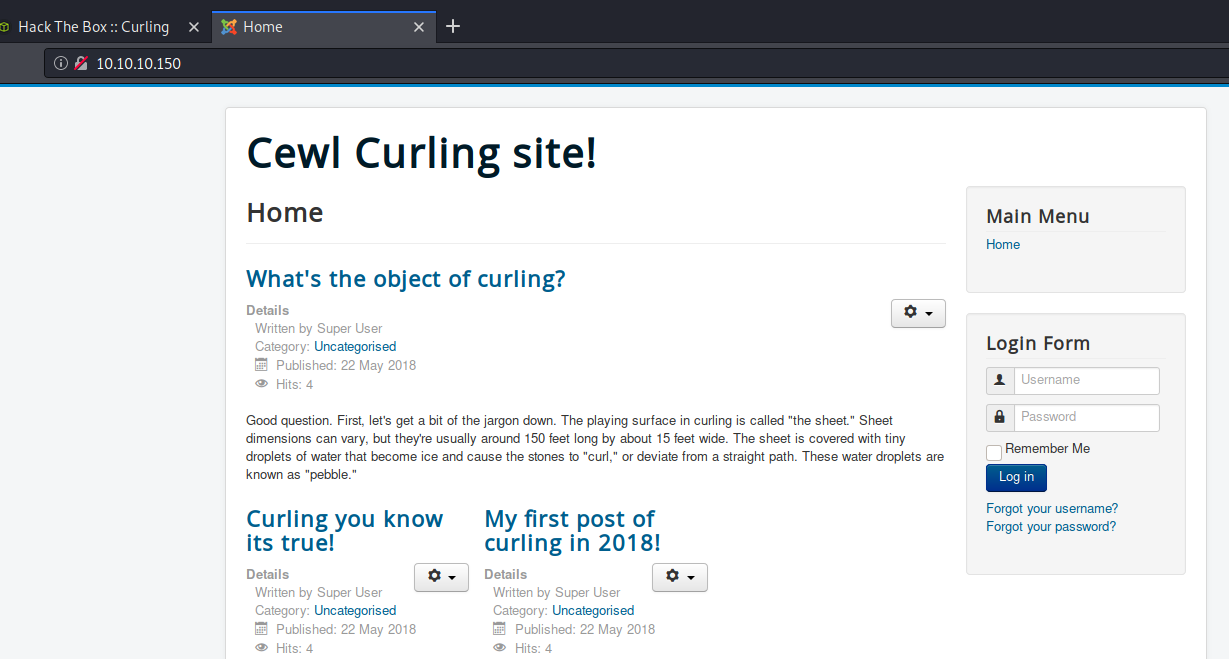 Hack The Box :: Curling
Home
10.10.10.150
Cewl Curling site!
Home
What's the object of curling?
Details
Written by Super User
Category: Uncategorised
Published: 22 May 2018
Hits: 4
Good question. First, let's get a bit of the jargon down. The playing surface in curling is called "the sheet." Sheet
dimensions can vary, but they're usually around 150 feet long by about 15 feet wide. The sheet is covered with tiny
droplets of water that become ice and cause the stones to "curl," or deviate from a straight path. These water droplets are
known as "pebble."
Curling you know
its true!
Details
Written by Super User
Category: Uncategorised
Published: 22 May 2018
Hits: 4
My first post of
curling in 2018!
Details
Written by Super User
Category: Uncategorised
Published: 22 May 2018
Hits: 4
Main Menu
Home
Login Form
Username
Password
Remember Me
Log in
Forgot your username?
Forgot your password?